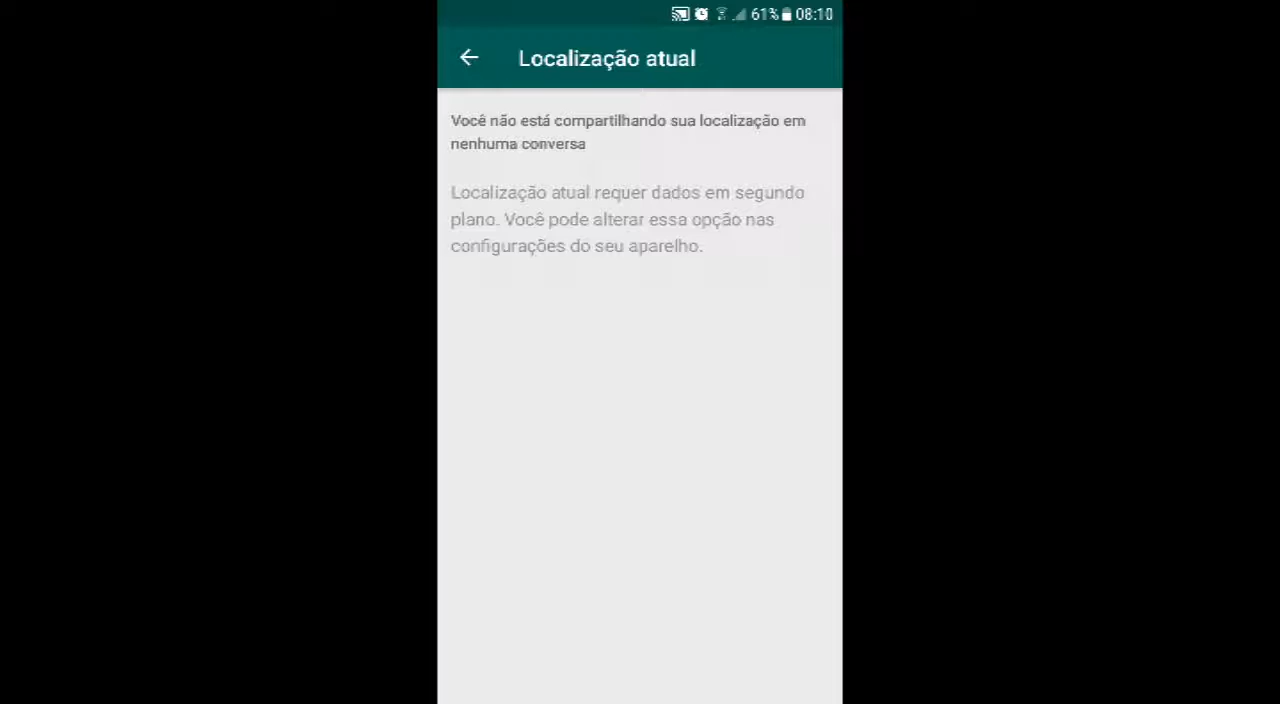 61% 08:10
Localização atual
Você não está compartilhando sua localização em
nenhuma conversa
Localização atual requer dados em segundo
plano. Você pode alterar essa opção nas
configurações do seu aparelho.